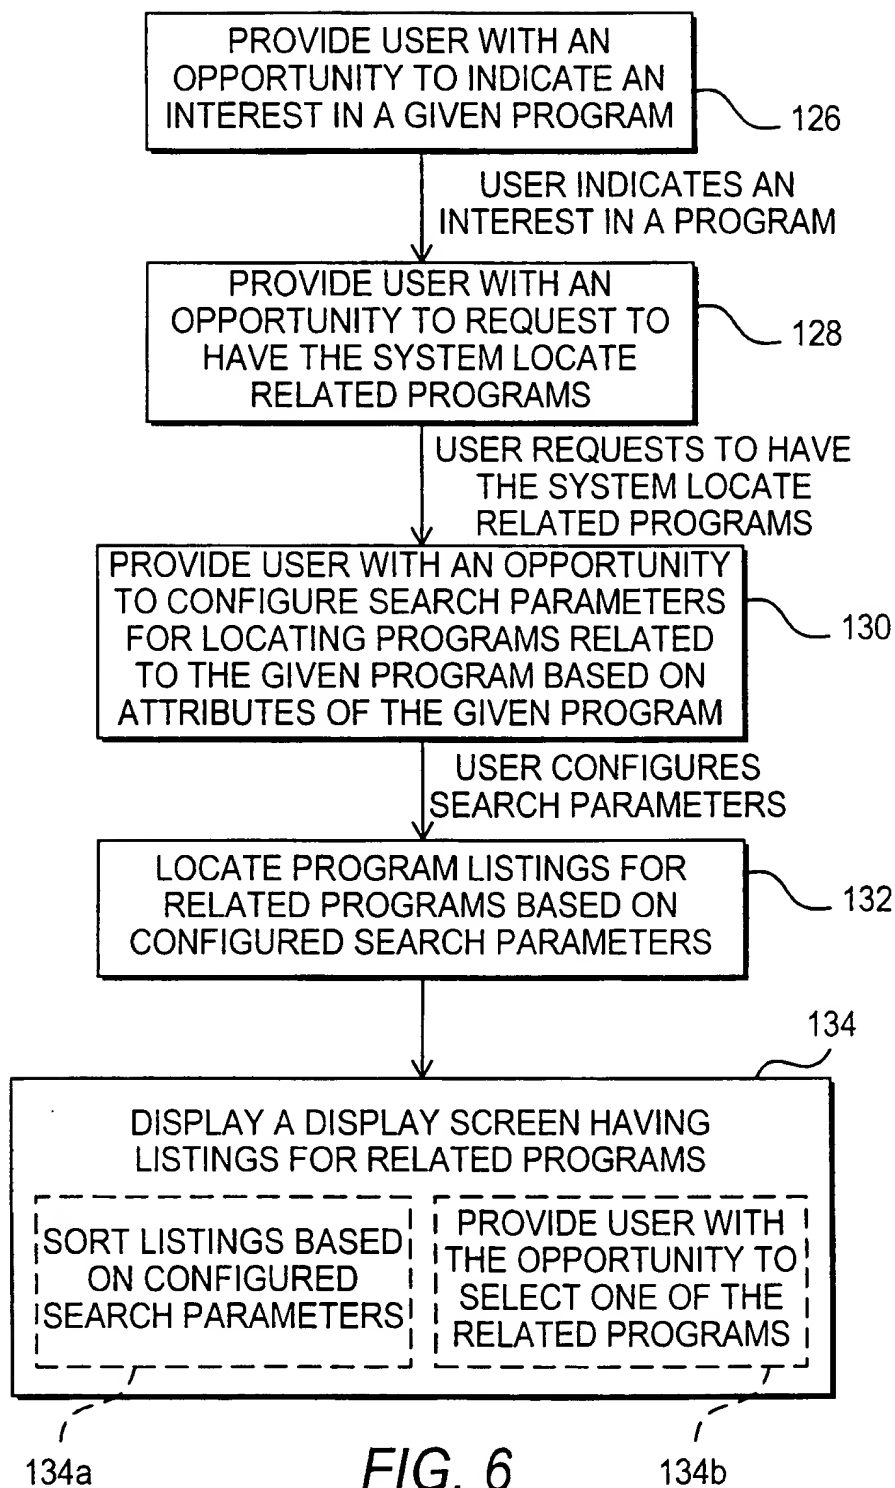 PROVIDE USER WITH AN
OPPORTUNITY TO INDICATE AN
INTEREST IN A GIVEN PROGRAM
126
USER INDICATES AN
INTEREST IN A PROGRAM
PROVIDE USER WITH AN
OPPORTUNITY TO REQUEST TO
HAVE THE SYSTEM LOCATE
RELATED PROGRAMS
128
USER REQUESTS TO HAVE
THE SYSTEM LOCATE
RELATED PROGRAMS
PROVIDE USER WITH AN OPPORTUNITY
TO CONFIGURE SEARCH PARAMETERS
FOR LOCATING PROGRAMS RELATED
TO THE GIVEN PROGRAM BASED ON
ATTRIBUTES OF THE GIVEN PROGRAM
130
USER CONFIGURES
SEARCH PARAMETERS
LOCATE PROGRAM LISTINGS FOR
RELATED PROGRAMS BASED ON
CONFIGURED SEARCH PARAMETERS
132
134
DISPLAY A DISPLAY SCREEN HAVING
LISTINGS FOR RELATED PROGRAMS
SORT LISTINGS BASED
ON CONFIGURED
SEARCH PARAMETERS
PROVIDE USER WITH
THE OPPORTUNITY TO
SELECT ONE OF THE
RELATED PROGRAMS
134a
134b
FIG. 6